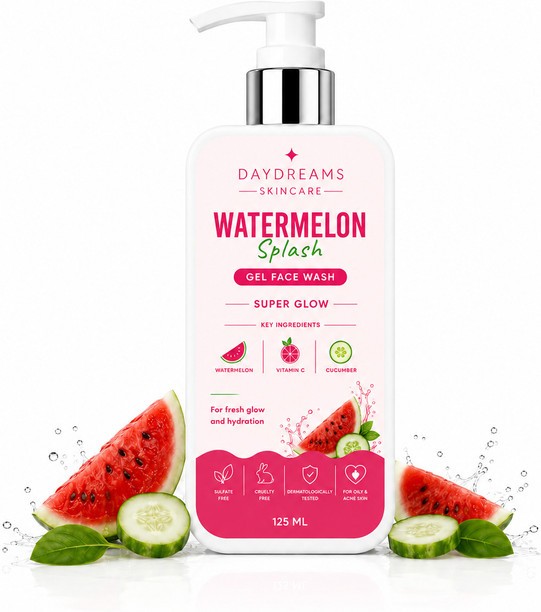 DAYDREAMS
SKINCARE
WATERMELON
Splash
GEL FACE WASH
SUPER GLOW
KEY INGREDIENTS
WATERMELON
VITAMIN C
CUCUMBER
For fresh glow
and hydration
SULFATE
FREE
CRUELTY
FREE
DERMATOLOGICALLY
TESTED
FOR OILY &
ACNE SKIN
125 ML